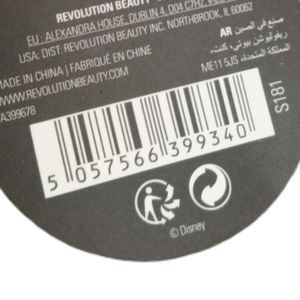 REVOLUTION BEAUTY
EU - ALEXANDRA HOUSE, DUBLIN 4, D04 C7H2,
USA: DIST: REVOLUTION BEAUTY INC. NORTHBROOK, IL 60062
MADE IN CHINA | FABRIQUÉ EN CHINE
WWW.REVOLUTIONBEAUTY.COM
A399678
AR صنع في الصين
ريفوليوشن بيوتي، كنت،
المملكة المتحدة،
ME11 5JS
S181
5 057566 399340
© Disney